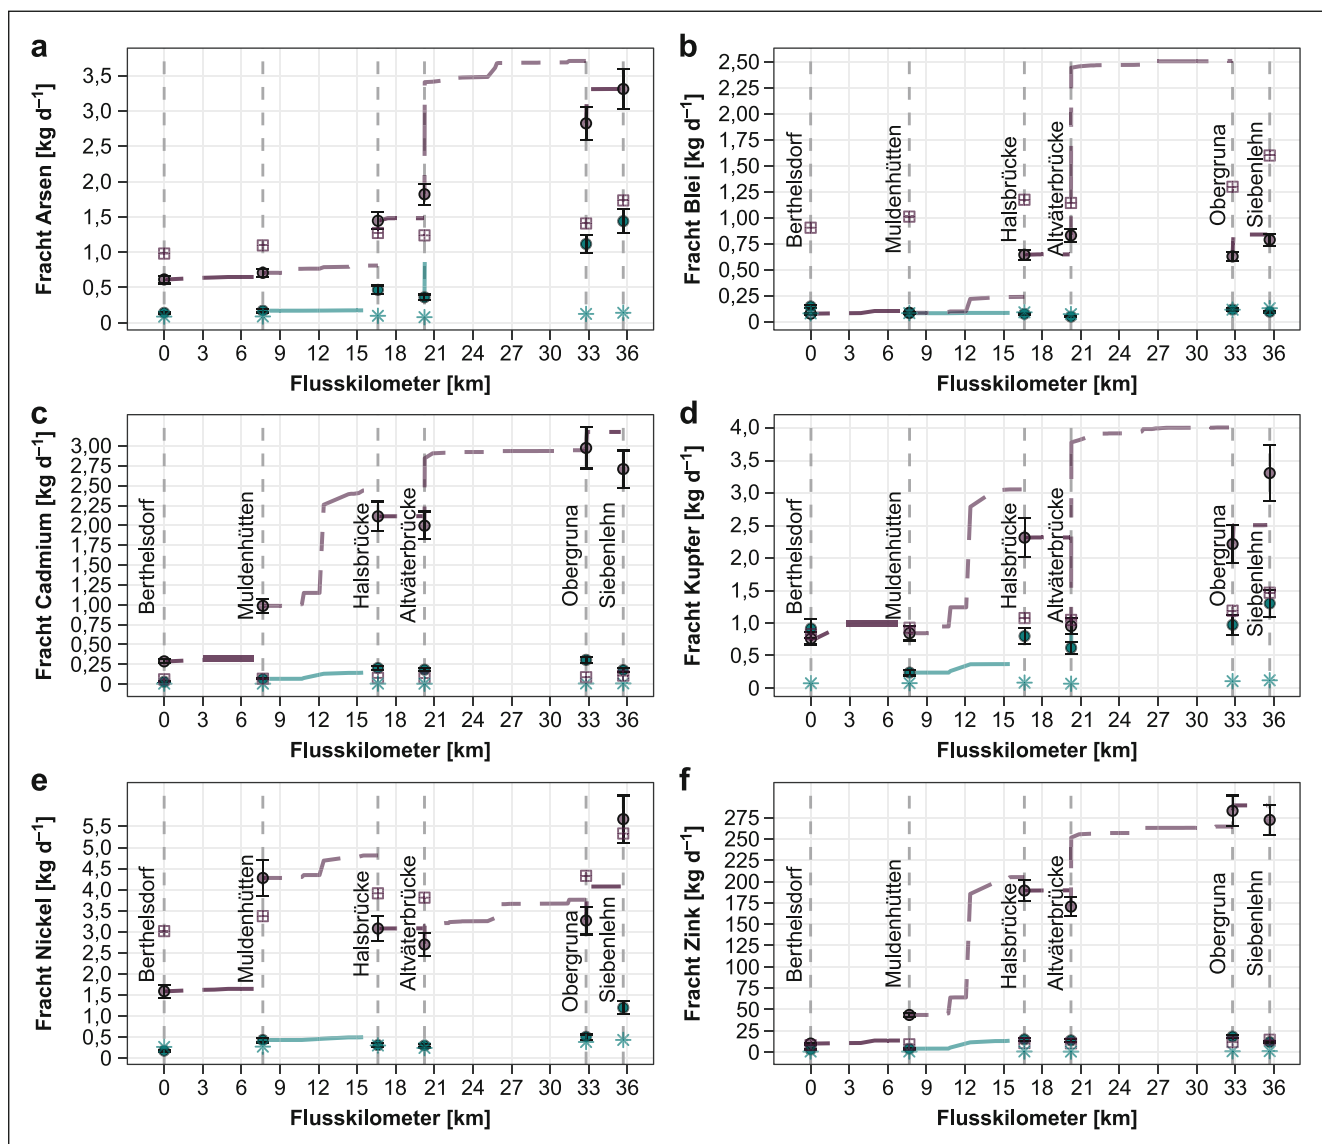 a
Fracht Arsen [kg d⁻¹]
3,5
3,0
2,5
2,0
1,5
1,0
0,5
0
0 3 6 9 12 15 18 21 24 27 30 33 36
Flusskilometer [km]
b
Fracht Blei [kg d⁻¹]
2,50
2,25
2,00
1,75
1,50
1,25
1,00
0,75
0,50
0,25
0
Berthelsdorf
Muldenhütten
Halsbrücke
Altväterbrücke
Obergruna
Siebenlehn
0 3 6 9 12 15 18 21 24 27 30 33 36
Flusskilometer [km]
c
Fracht Cadmium [kg d⁻¹]
3,00
2,75
2,50
2,25
2,00
1,75
1,50
1,25
1,00
0,75
0,50
0,25
0
Berthelsdorf
Muldenhütten
Halsbrücke
Altväterbrücke
Obergruna
Siebenlehn
0 3 6 9 12 15 18 21 24 27 30 33 36
Flusskilometer [km]
d
Fracht Kupfer [kg d⁻¹]
4,0
3,5
3,0
2,5
2,0
1,5
1,0
0,5
0
Berthelsdorf
Muldenhütten
Halsbrücke
Altväterbrücke
Obergruna
Siebenlehn
0 3 6 9 12 15 18 21 24 27 30 33 36
Flusskilometer [km]
e
Fracht Nickel [kg d⁻¹]
5,5
5,0
4,5
4,0
3,5
3,0
2,5
2,0
1,5
1,0
0,5
0
Berthelsdorf
Muldenhütten
Halsbrücke
Altväterbrücke
Obergruna
Siebenlehn
0 3 6 9 12 15 18 21 24 27 30 33 36
Flusskilometer [km]
f
Fracht Zink [kg d⁻¹]
275
250
225
200
175
150
125
100
75
50
25
0
Berthelsdorf
Muldenhütten
Halsbrücke
Altväterbrücke
Obergruna
Siebenlehn
0 3 6 9 12 15 18 21 24 27 30 33 36
Flusskilometer [km]